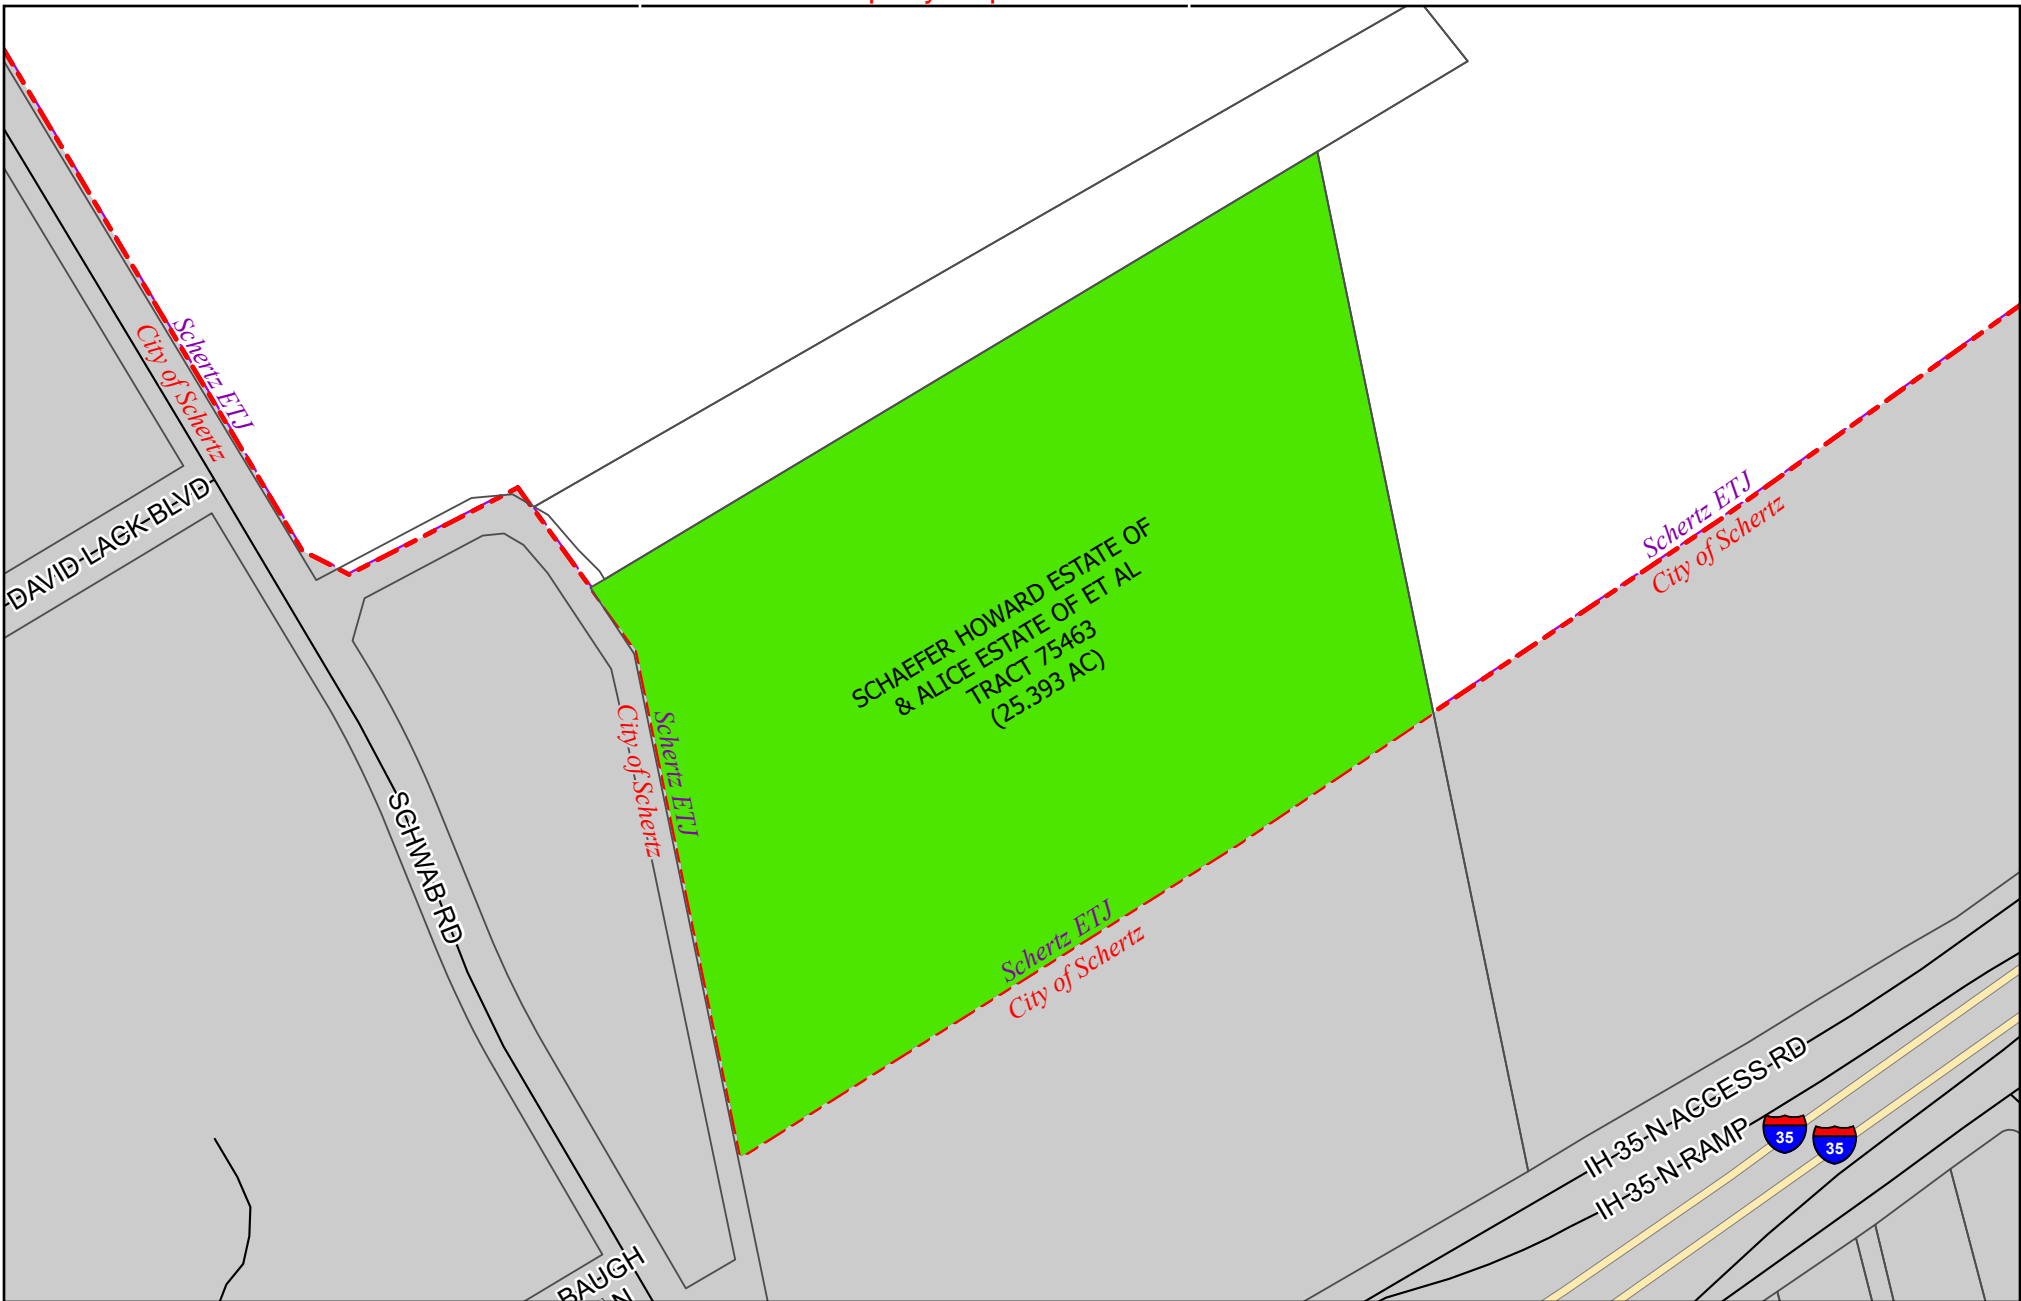 Schertz ETJ
City of Schertz
DAVID LACK BLVD
SCHAEFER HOWARD ESTATE OF
& ALICE ESTATE OF ET AL
TRACT 75463
(25.393 AC)
Schertz ETJ
City of Schertz
Schertz ETJ
City of Schertz
SCHWAB RD
Schertz ETJ
City of Schertz
IH 35 N ACCESS RD
IH 35 N RAMP
35
35
BAUGH